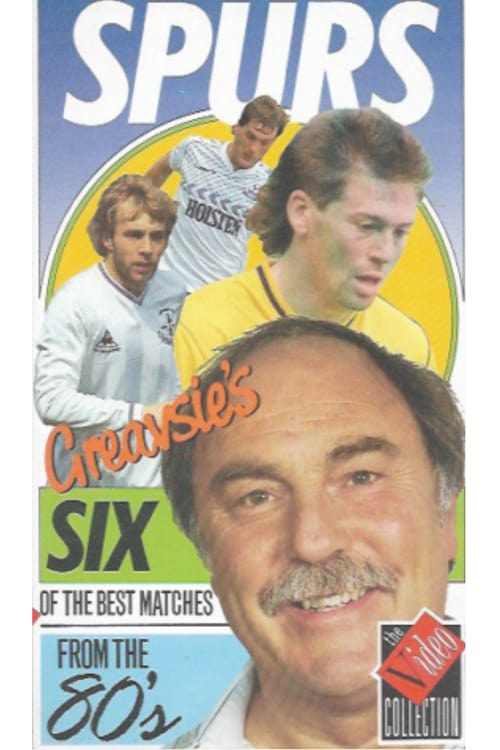 SPURS
HOLSTEN
Greavsie's
SIX
OF THE BEST MATCHES
FROM THE
80's
the
Video
COLLECTION